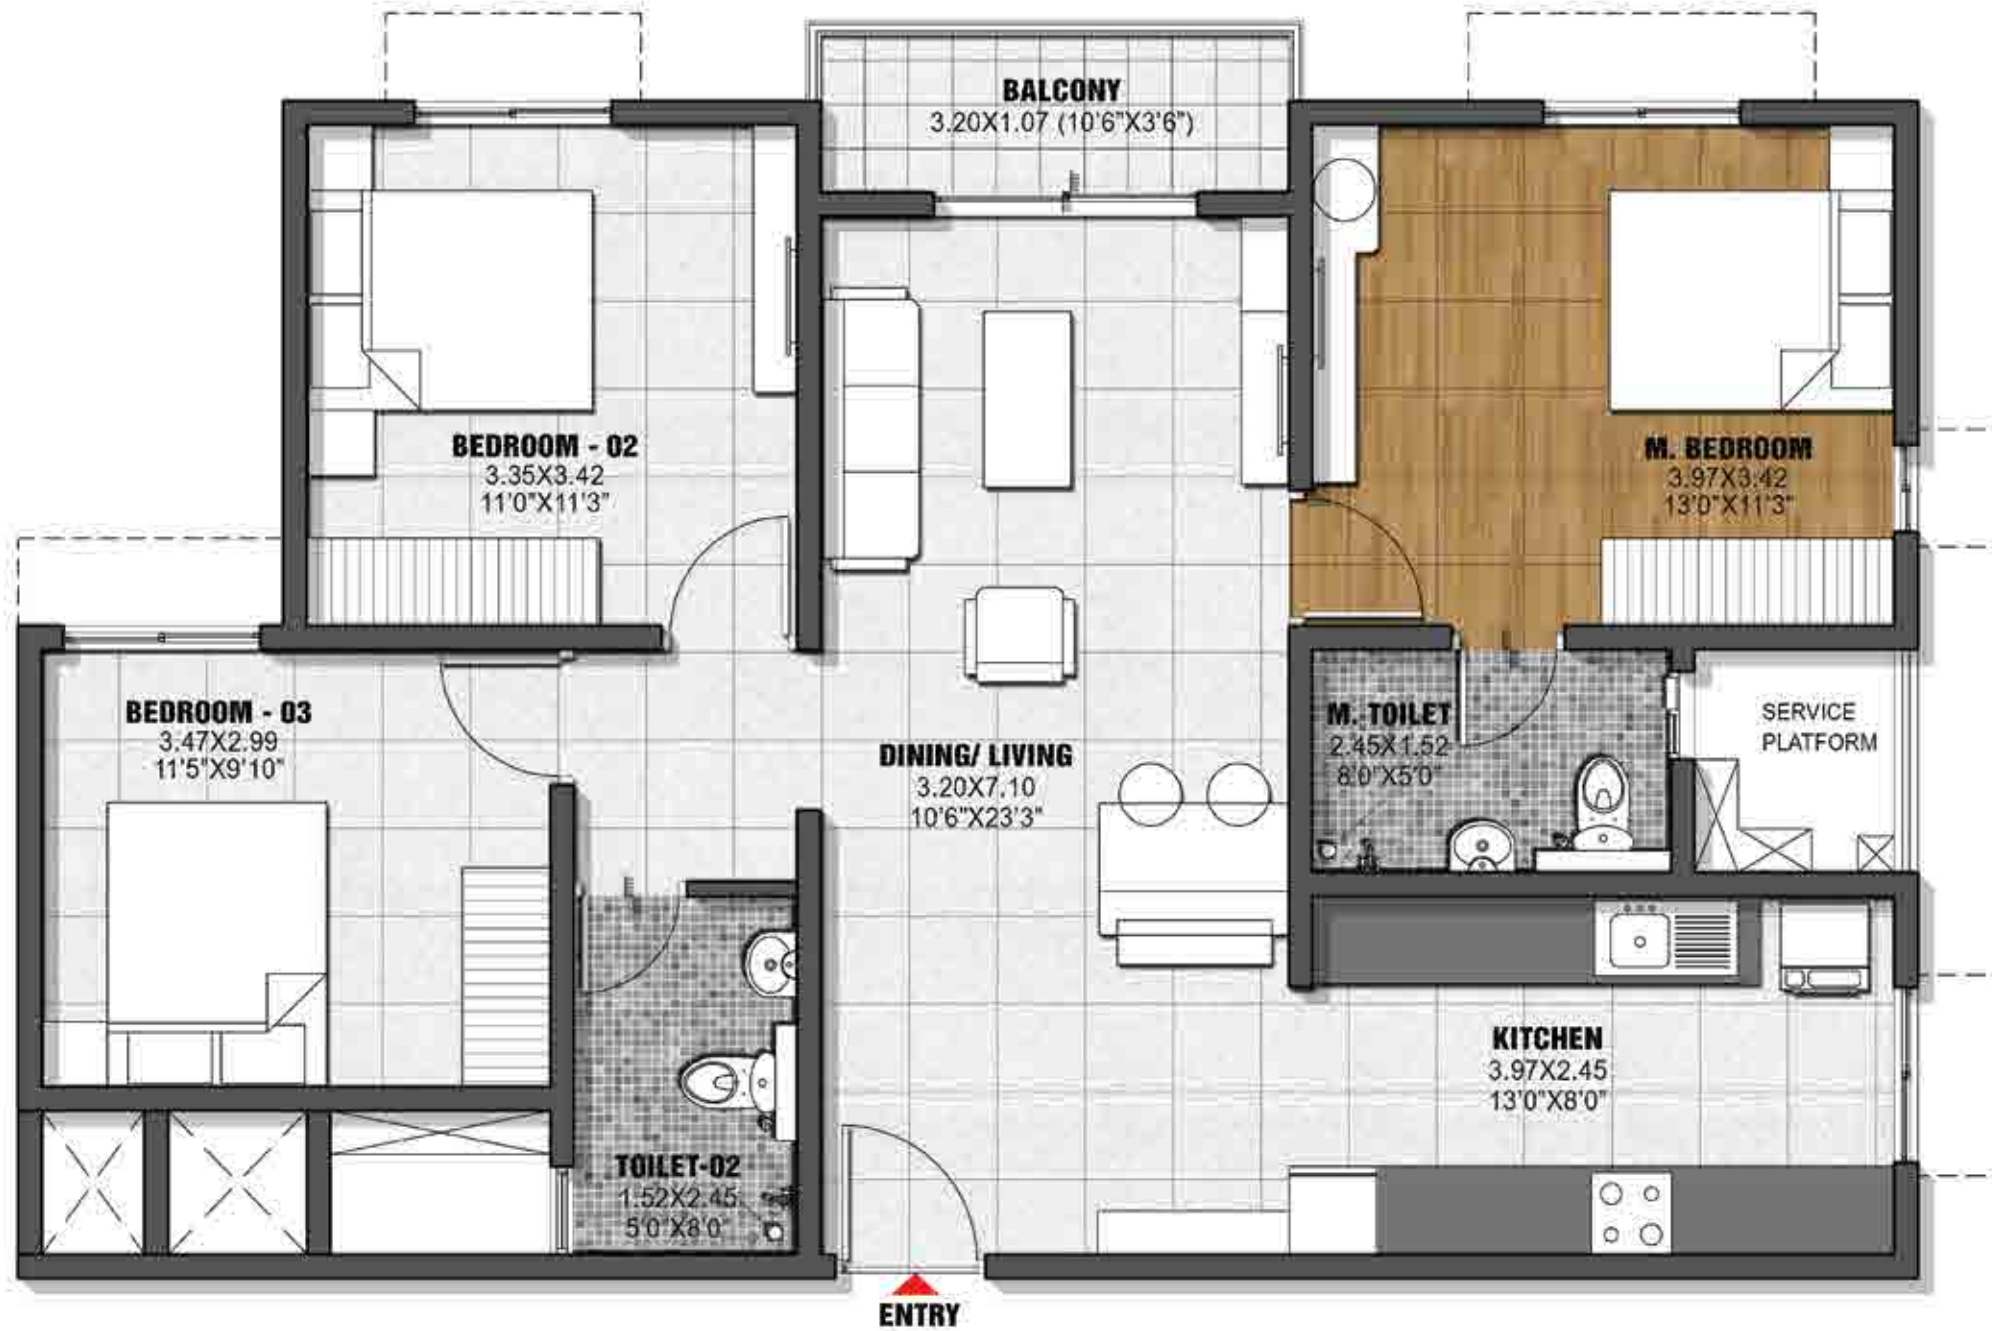 BALCONY
3.20X1.07 (10'6"X3'6")
BEDROOM - 02
3.35X3.42
11'0"X11'3"
M. BEDROOM
3.97X3.42
13'0"X11'3"
BEDROOM - 03
3.47X2.99
11'5"X9'10"
DINING/ LIVING
3.20X7.10
10'6"X23'3"
M. TOILET
2.45X1.52
8'0"X5'0"
SERVICE
PLATFORM
KITCHEN
3.97X2.45
13'0"X8'0"
TOILET-02
1.52X2.45
5'0"X8'0"
ENTRY